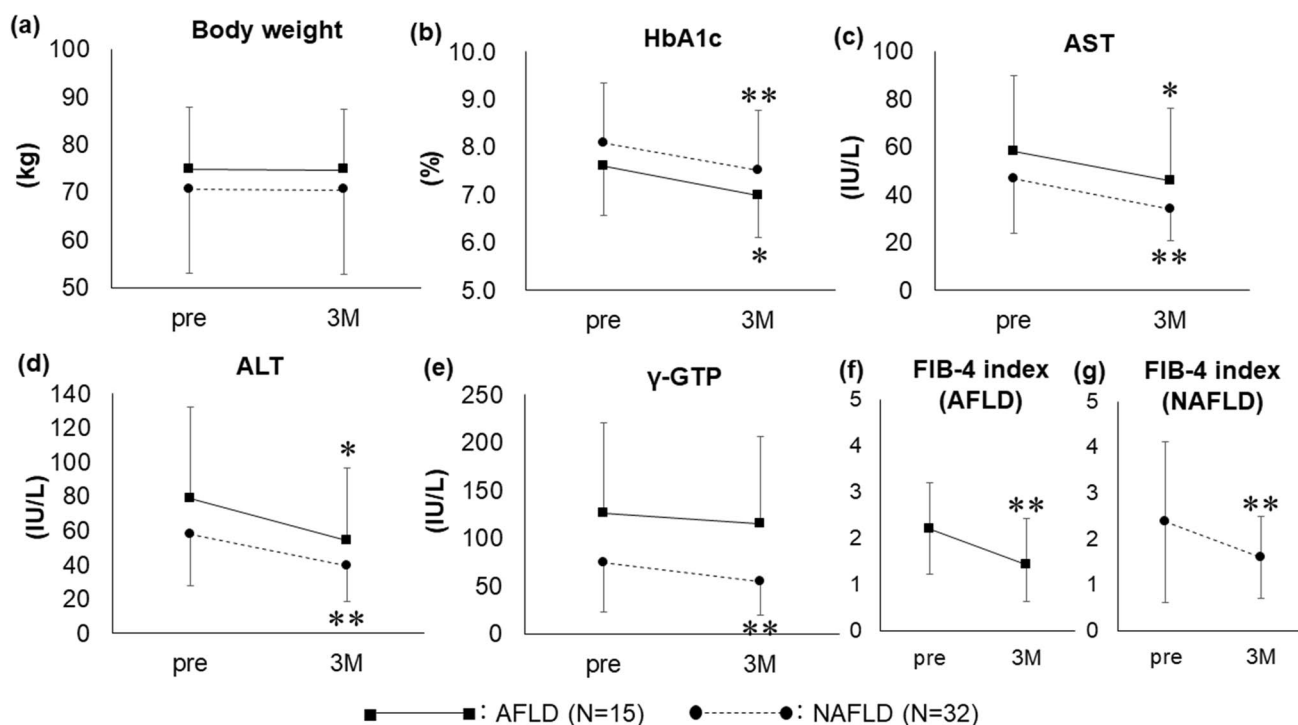 (a) Body weight
100
90
80
70
60
50
(kg)
pre 3M
(b) HbA1c
10.0
9.0
8.0
7.0
6.0
5.0
(%)
**
*
pre 3M
(c) AST
100
80
60
40
20
0
(IU/L)
*
**
pre 3M
(d) ALT
140
120
100
80
60
40
20
0
(IU/L)
*
**
pre 3M
(e) γ-GTP
250
200
150
100
50
0
(IU/L)
**
pre 3M
(f) FIB-4 index
(AFLD)
5
4
3
2
1
0
**
pre 3M
(g) FIB-4 index
(NAFLD)
5
4
3
2
1
0
**
pre 3M
: AFLD (N=15) : NAFLD (N=32)